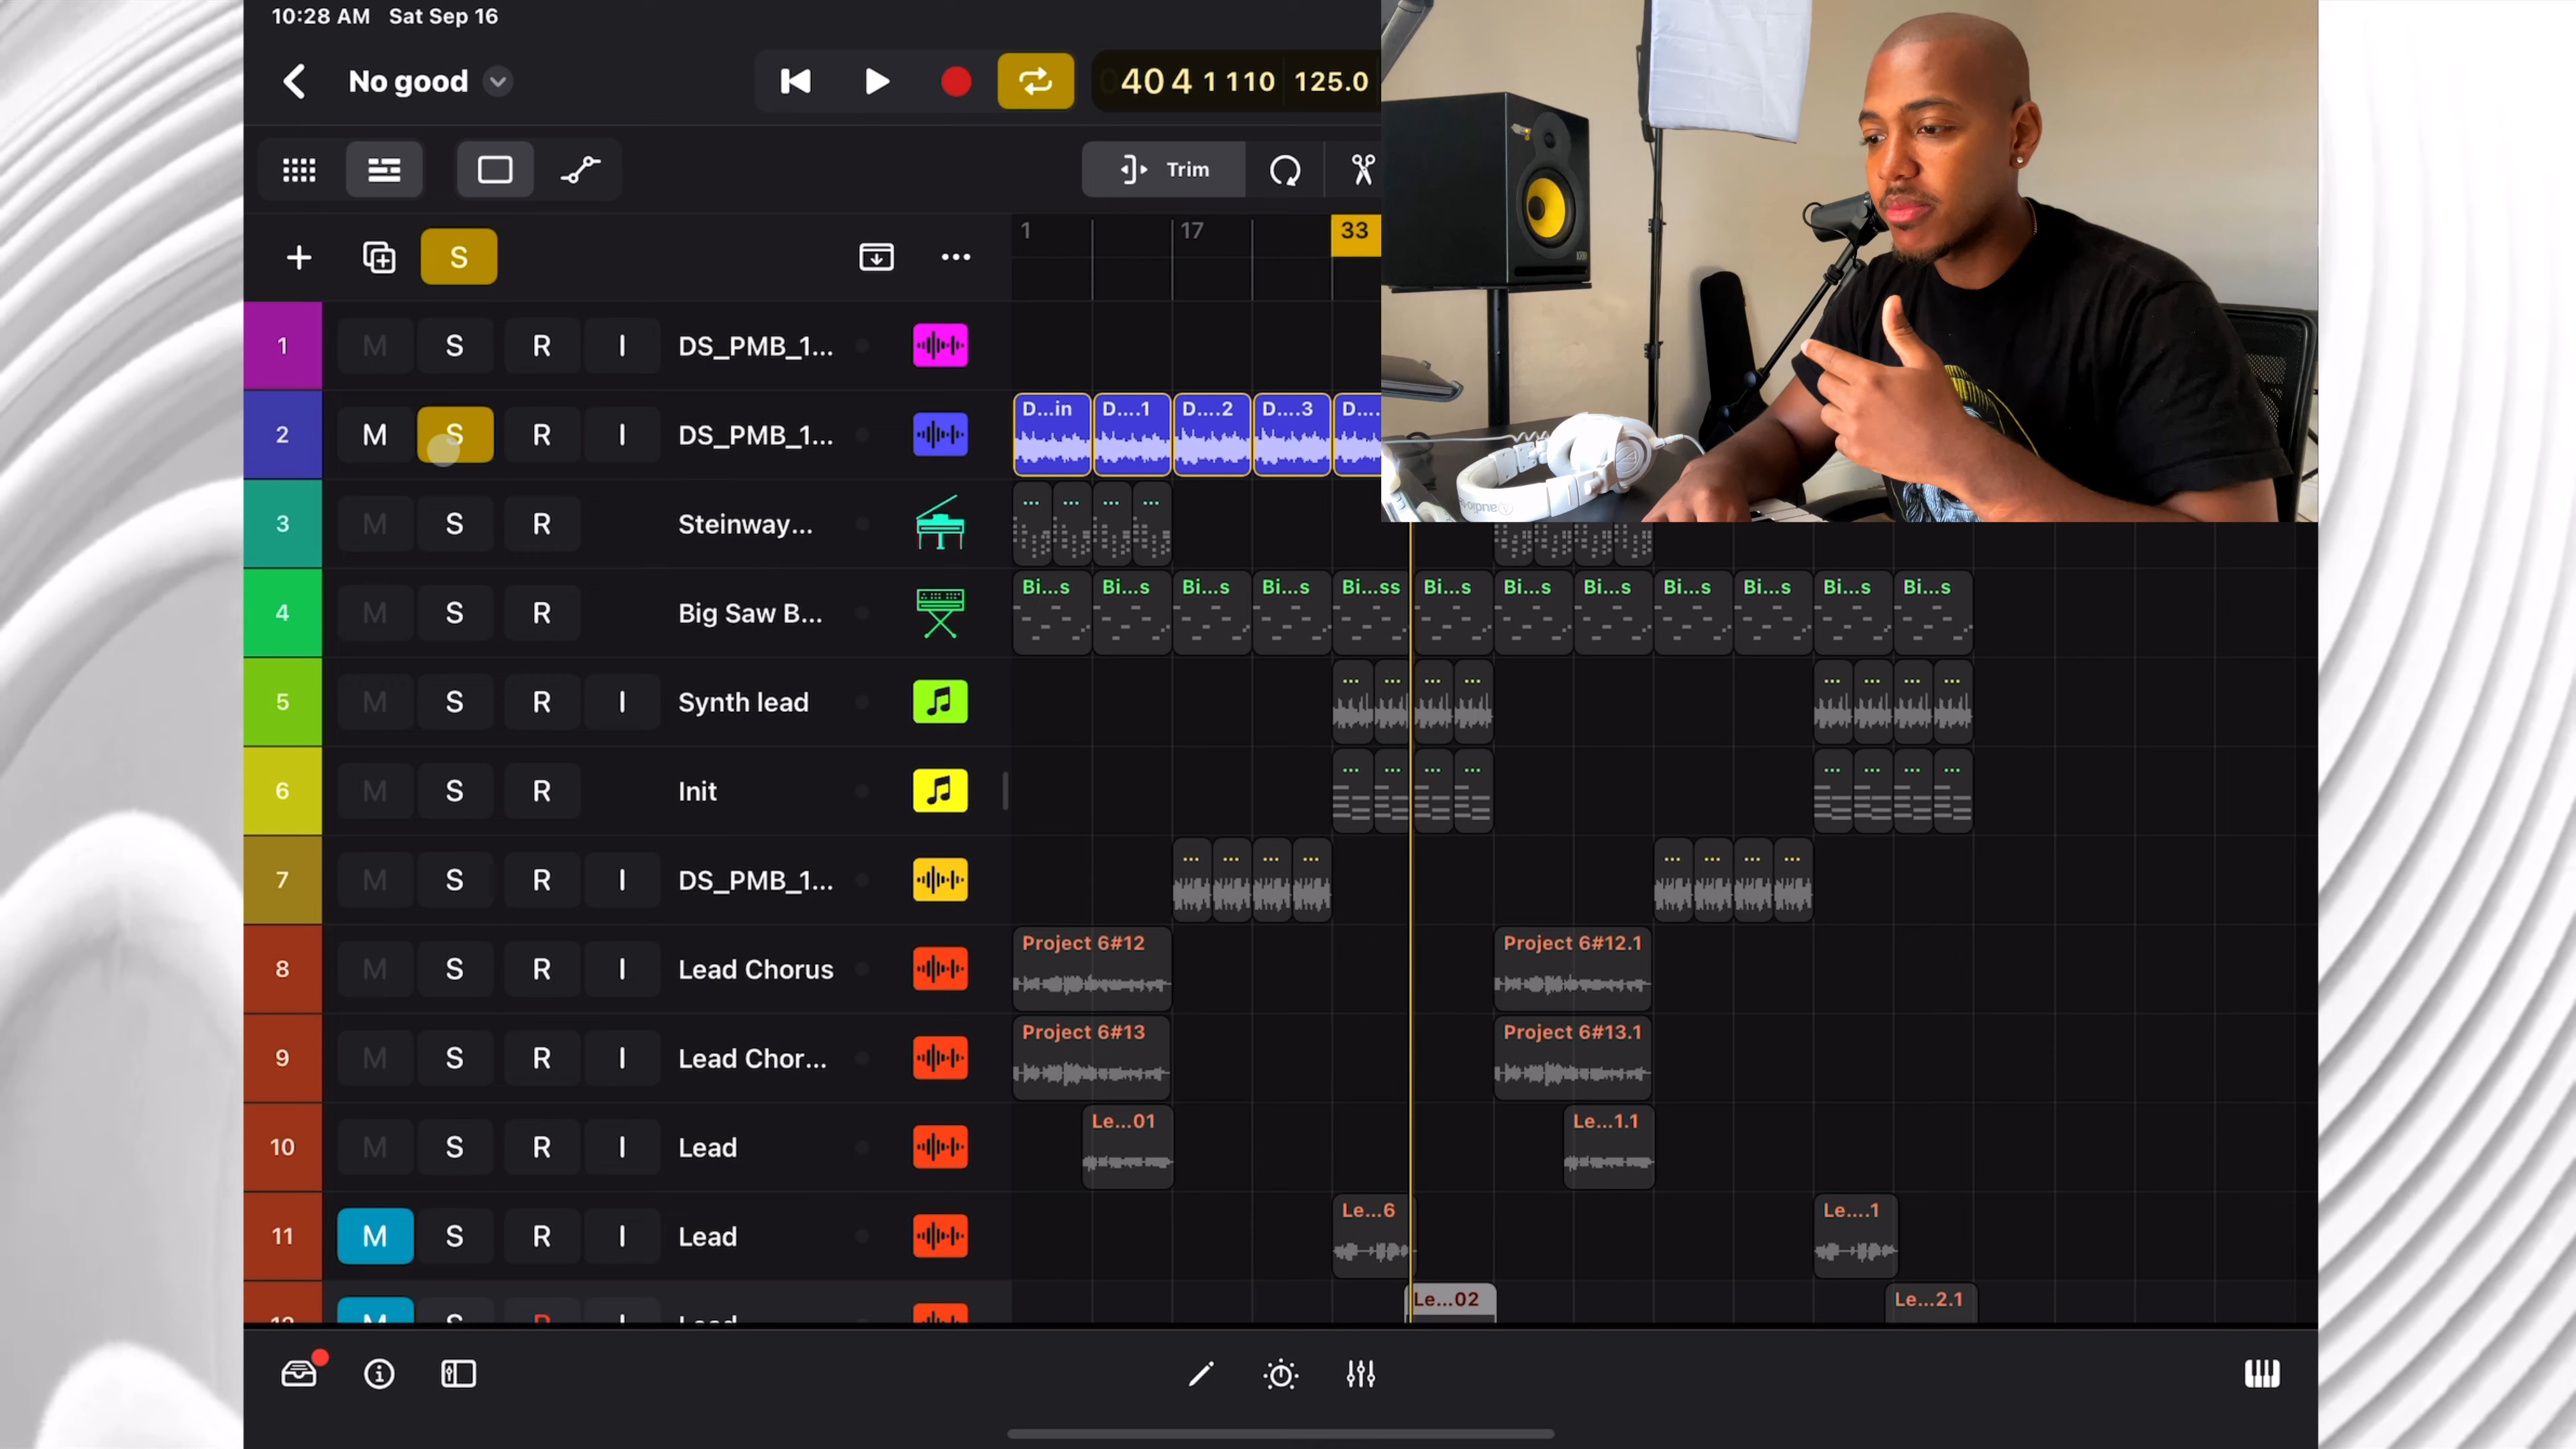 10:28 AM Sat Sep 16
No good
40 4 1 110 125.0
Trim
S
1 17 33
1 M S R I DS_PMB_1...
2 M S R I DS_PMB_1...
D...in D....1 D....2 D....3 D....
3 M S R Steinway...
4 M S R Big Saw B...
Bi...s Bi...s Bi...s Bi...s Bi...ss Bi...s Bi...s Bi...s Bi...s Bi...s Bi...s Bi...s
5 M S R I Synth lead
6 M S R Init
7 M S R I DS_PMB_1...
8 M S R I Lead Chorus
Project 6#12 Project 6#12.1
9 M S R I Lead Chor...
Project 6#13 Project 6#13.1
10 M S R I Lead
Le...01 Le...1.1
11 M S R I Lead
Le...6 Le....1
12 M S R I Lead
Le...02 Le...2.1